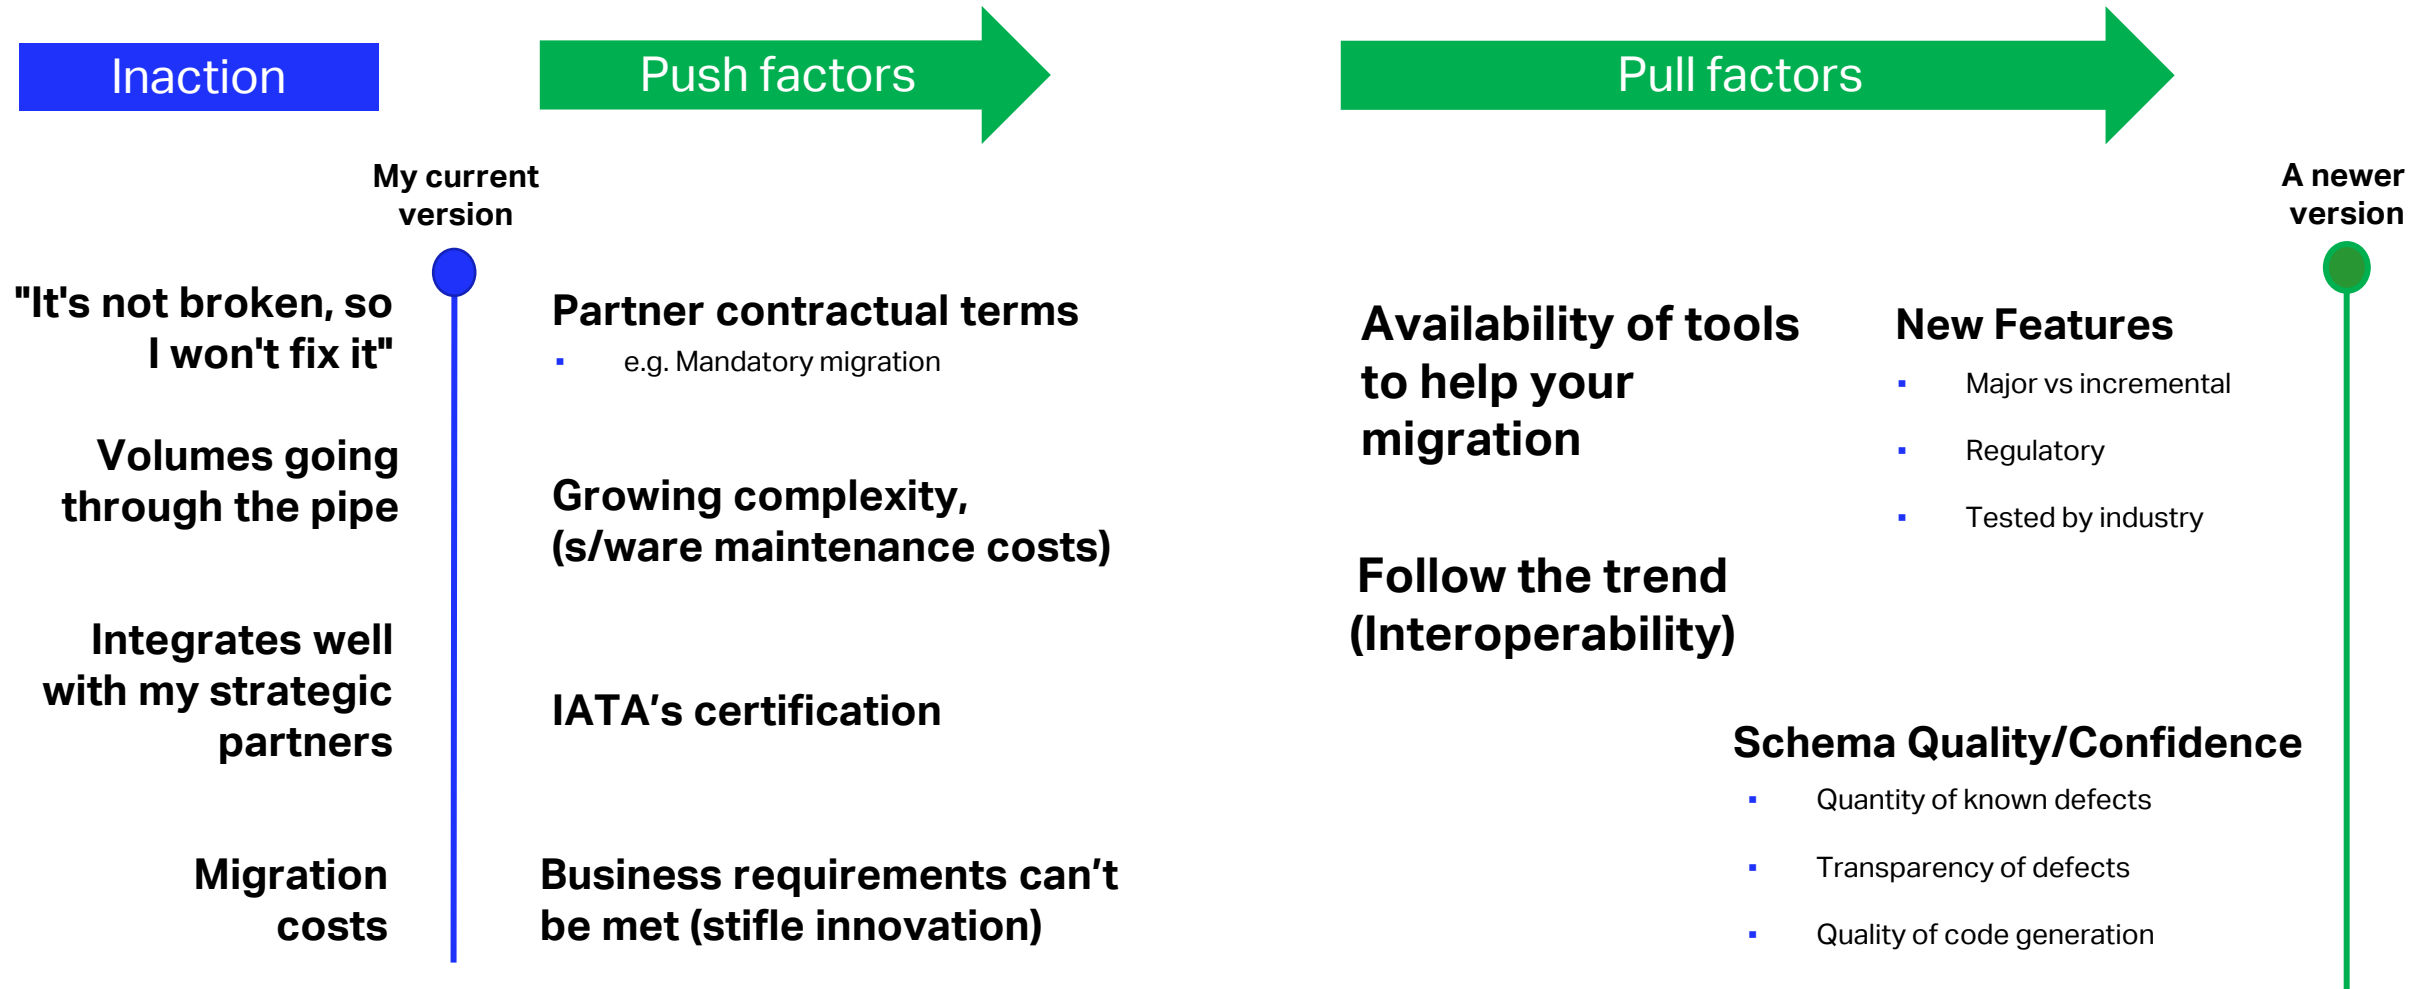 Inaction
Push factors
Pull factors
My current
version
A newer
version
"It's not broken, so
I won't fix it"
Volumes going
through the pipe
Integrates well
with my strategic
partners
Migration
costs
Partner contractual terms
▪ e.g. Mandatory migration
Growing complexity,
(s/ware maintenance costs)
IATA’s certification
Business requirements can’t
be met (stifle innovation)
Availability of tools
to help your
migration
Follow the trend
(Interoperability)
New Features
▪ Major vs incremental
▪ Regulatory
▪ Tested by industry
Schema Quality/Confidence
▪ Quantity of known defects
▪ Transparency of defects
▪ Quality of code generation